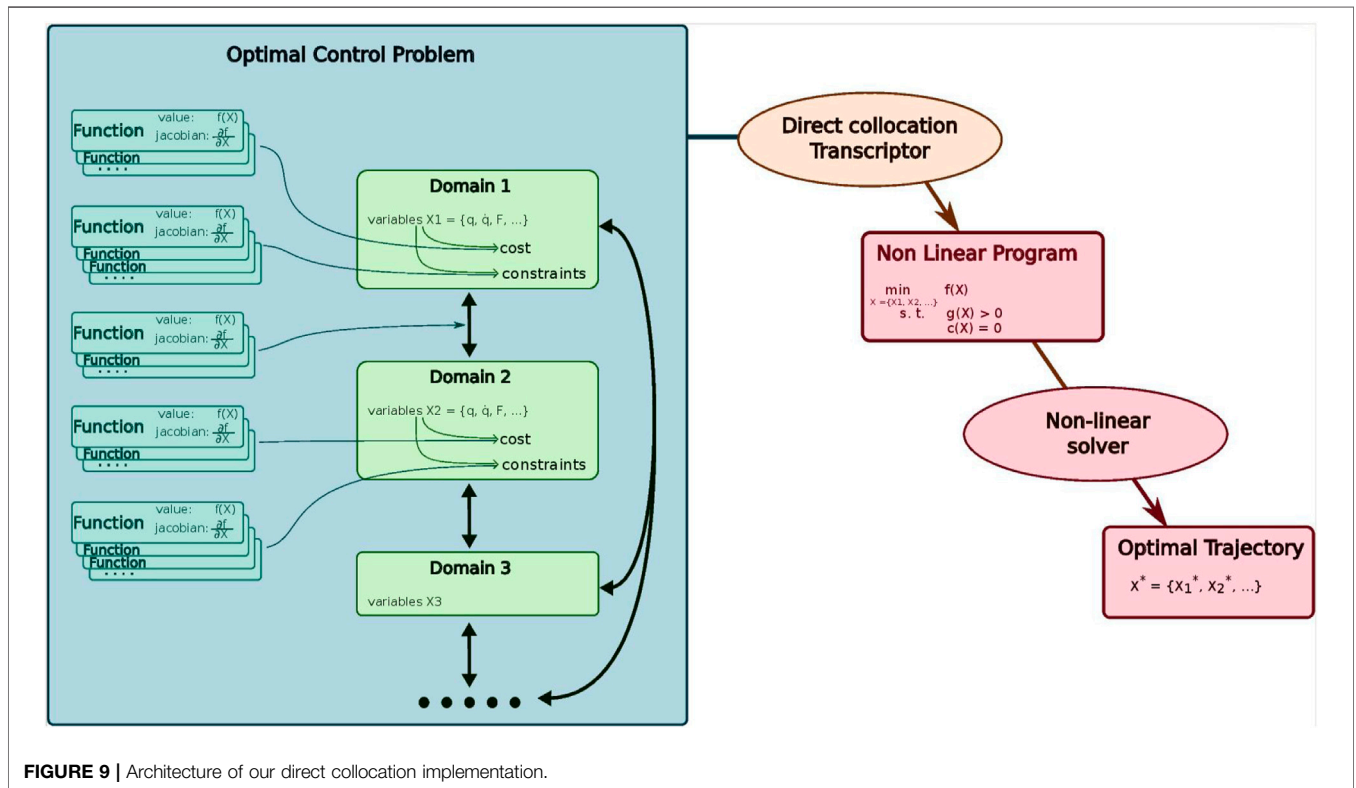 Optimal Control Problem
Function value: f(X)
jacobian: ∂f/∂X
Function
. . . .
Function value: f(X)
jacobian: ∂f/∂X
Function
Function
. . . .
Function value: f(X)
jacobian: ∂f/∂X
Function
. . . .
Function value: f(X)
jacobian: ∂f/∂X
Function
. . . .
Function value: f(X)
jacobian: ∂f/∂X
Function
Function
. . . .
Domain 1
variables X1 = {q, q̇, F, ...}
cost
constraints
Domain 2
variables X2 = {q, q̇, F, ...}
cost
constraints
Domain 3
variables X3
Direct collocation
Transcriptor
Non Linear Program
min f(X)
X ={X1, X2, ...}
s. t. g(X) > 0
c(X) = 0
Non-linear
solver
Optimal Trajectory
X* = {X1*, X2*, ...}
FIGURE 9 | Architecture of our direct collocation implementation.